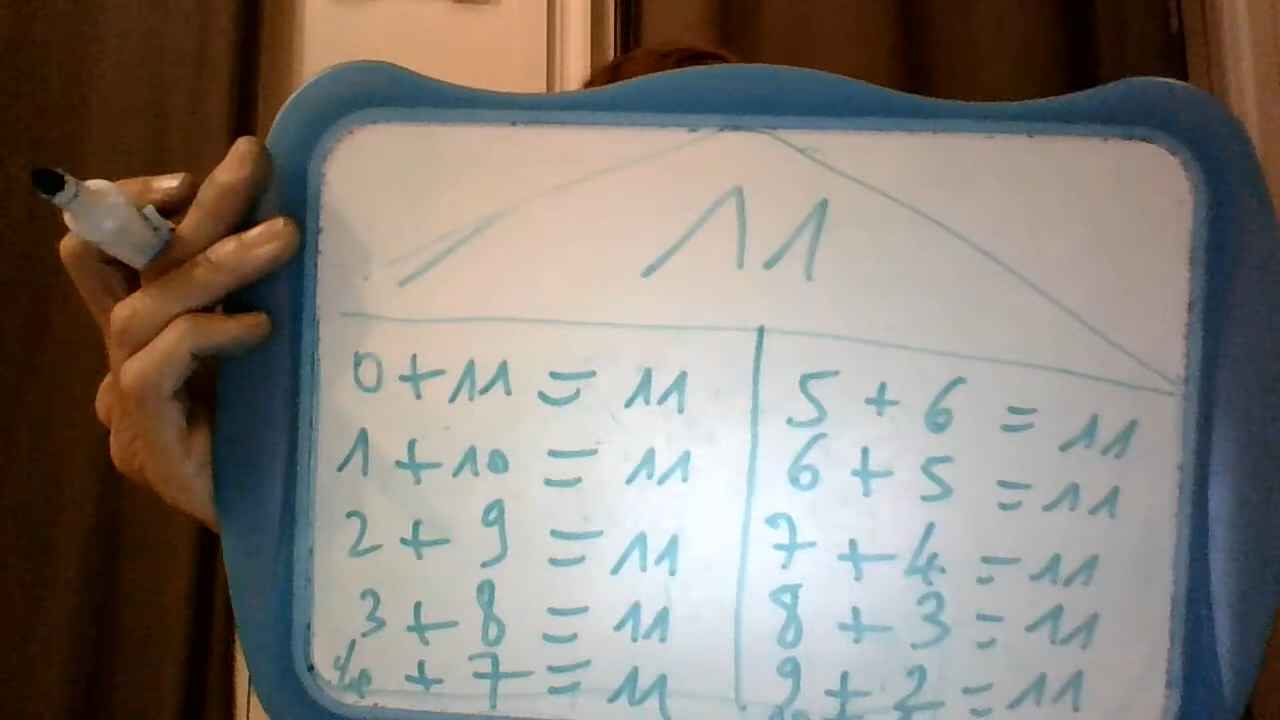 11
0 + 11 = 11
1 + 10 = 11
2 + 9 = 11
3 + 8 = 11
4 + 7 = 11
5 + 6 = 11
6 + 5 = 11
7 + 4 = 11
8 + 3 = 11
9 + 2 = 11